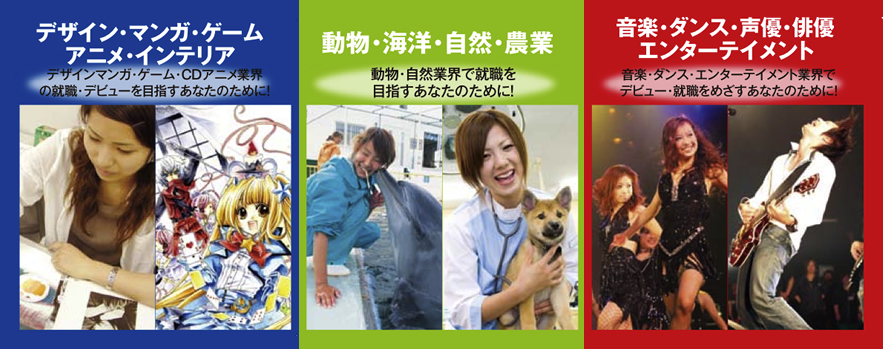 デザイン・マンガ・ゲーム
アニメ・インテリア
デザインマンガ・ゲーム・CDアニメ業界
の就職・デビューを目指すあなたのために!
動物・海洋・自然・農業
動物・自然業界で就職を
目指すあなたのために!
音楽・ダンス・声優・俳優
エンターテイメント
音楽・ダンス・エンターテイメント業界で
デビュー・就職をめざすあなたのために!